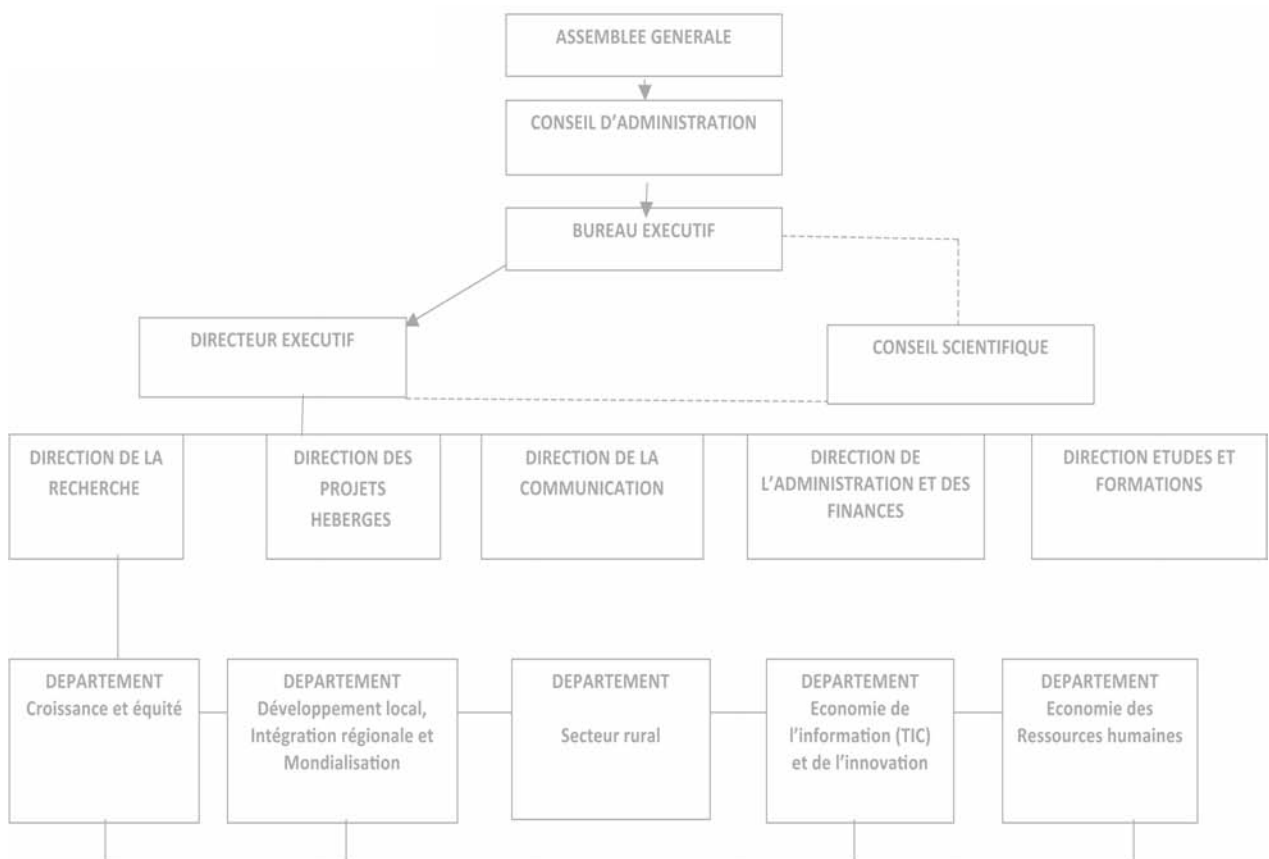 ASSEMBLEE GENERALE
CONSEIL D’ADMINISTRATION
BUREAU EXECUTIF
DIRECTEUR EXECUTIF
CONSEIL SCIENTIFIQUE
DIRECTION DE LA
RECHERCHE
DIRECTION DES
PROJETS
HEBERGES
DIRECTION DE LA
COMMUNICATION
DIRECTION DE
L’ADMINISTRATION ET DES
FINANCES
DIRECTION ETUDES ET
FORMATIONS
DEPARTEMENT
Croissance et équité
DEPARTEMENT
Développement local,
Intégration régionale et
Mondialisation
DEPARTEMENT
Secteur rural
DEPARTEMENT
Economie de
l’information (TIC)
et de l’innovation
DEPARTEMENT
Economie des
Ressources humaines